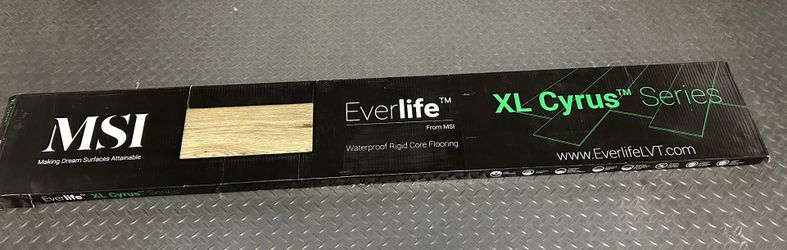 MSI
Making Dream Surfaces Attainable
Everlife™
From MSI
Waterproof Rigid Core Flooring
XL Cyrus™ Series
www.EverlifeLVT.com
Everlife XL Cyrus™ Series